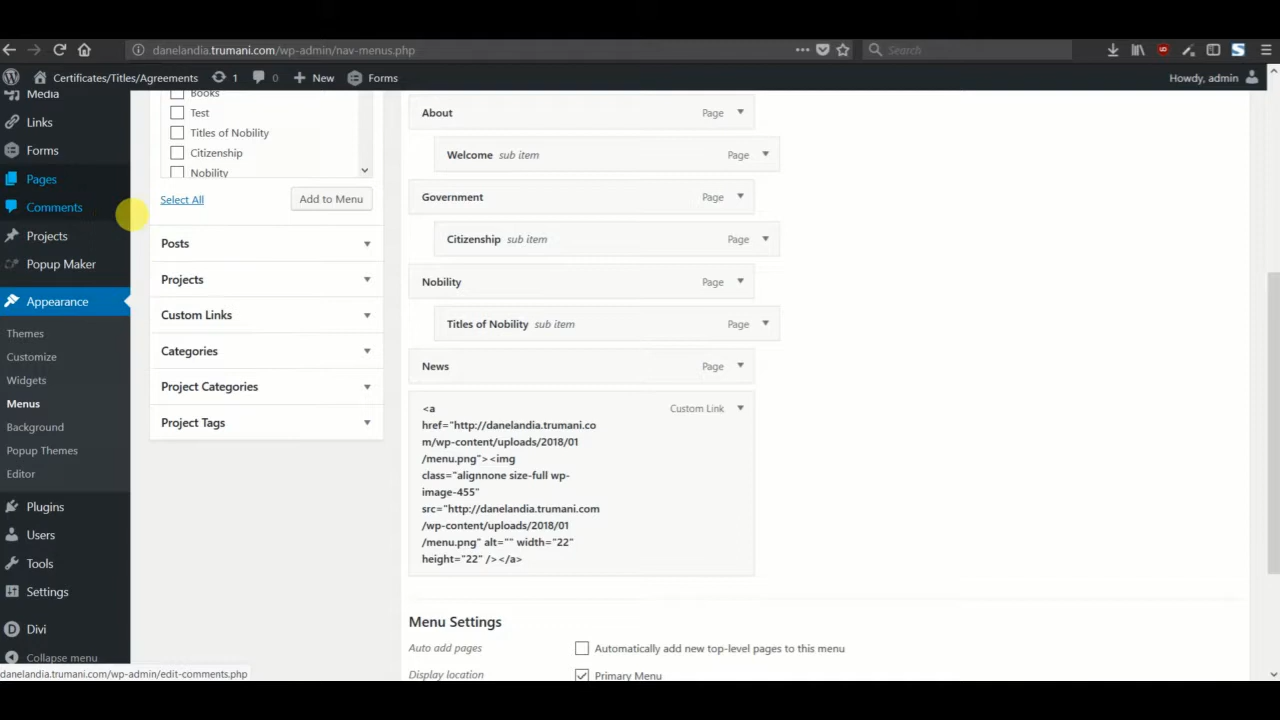 danelandia.trumani.com/wp-admin/nav-menus.php
Search
Certificates/Titles/Agreements
1
0
New
Forms
Howdy, admin
Media
Links
Forms
Pages
Comments
Projects
Popup Maker
Appearance
Themes
Customize
Widgets
Menus
Background
Popup Themes
Editor
Plugins
Users
Tools
Settings
Divi
Collapse menu
danelandia.trumani.com/wp-admin/edit-comments.php
Books
Test
Titles of Nobility
Citizenship
Nobility
Select All
Add to Menu
Posts
Projects
Custom Links
Categories
Project Categories
Project Tags
About Page
Welcome sub item Page
Government Page
Citizenship sub item Page
Nobility Page
Titles of Nobility sub item Page
News Page
<a Custom Link
href="http://danelandia.trumani.co
m/wp-content/uploads/2018/01
/menu.png"><img
class="alignnone size-full wp-
image-455"
src="http://danelandia.trumani.com
/wp-content/uploads/2018/01
/menu.png" alt="" width="22"
height="22" /></a>
Menu Settings
Auto add pages Automatically add new top-level pages to this menu
Display location Primary Menu